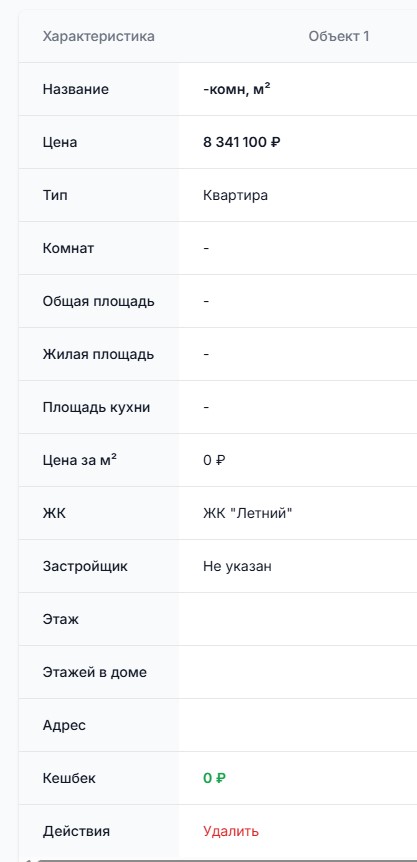 Характеристика Объект 1
Название -комн, м²
Цена 8 341 100 ₽
Тип Квартира
Комнат -
Общая площадь -
Жилая площадь -
Площадь кухни -
Цена за м² 0 ₽
ЖК ЖК "Летний"
Застройщик Не указан
Этаж
Этажей в доме
Адрес
Кешбек 0 ₽
Действия Удалить